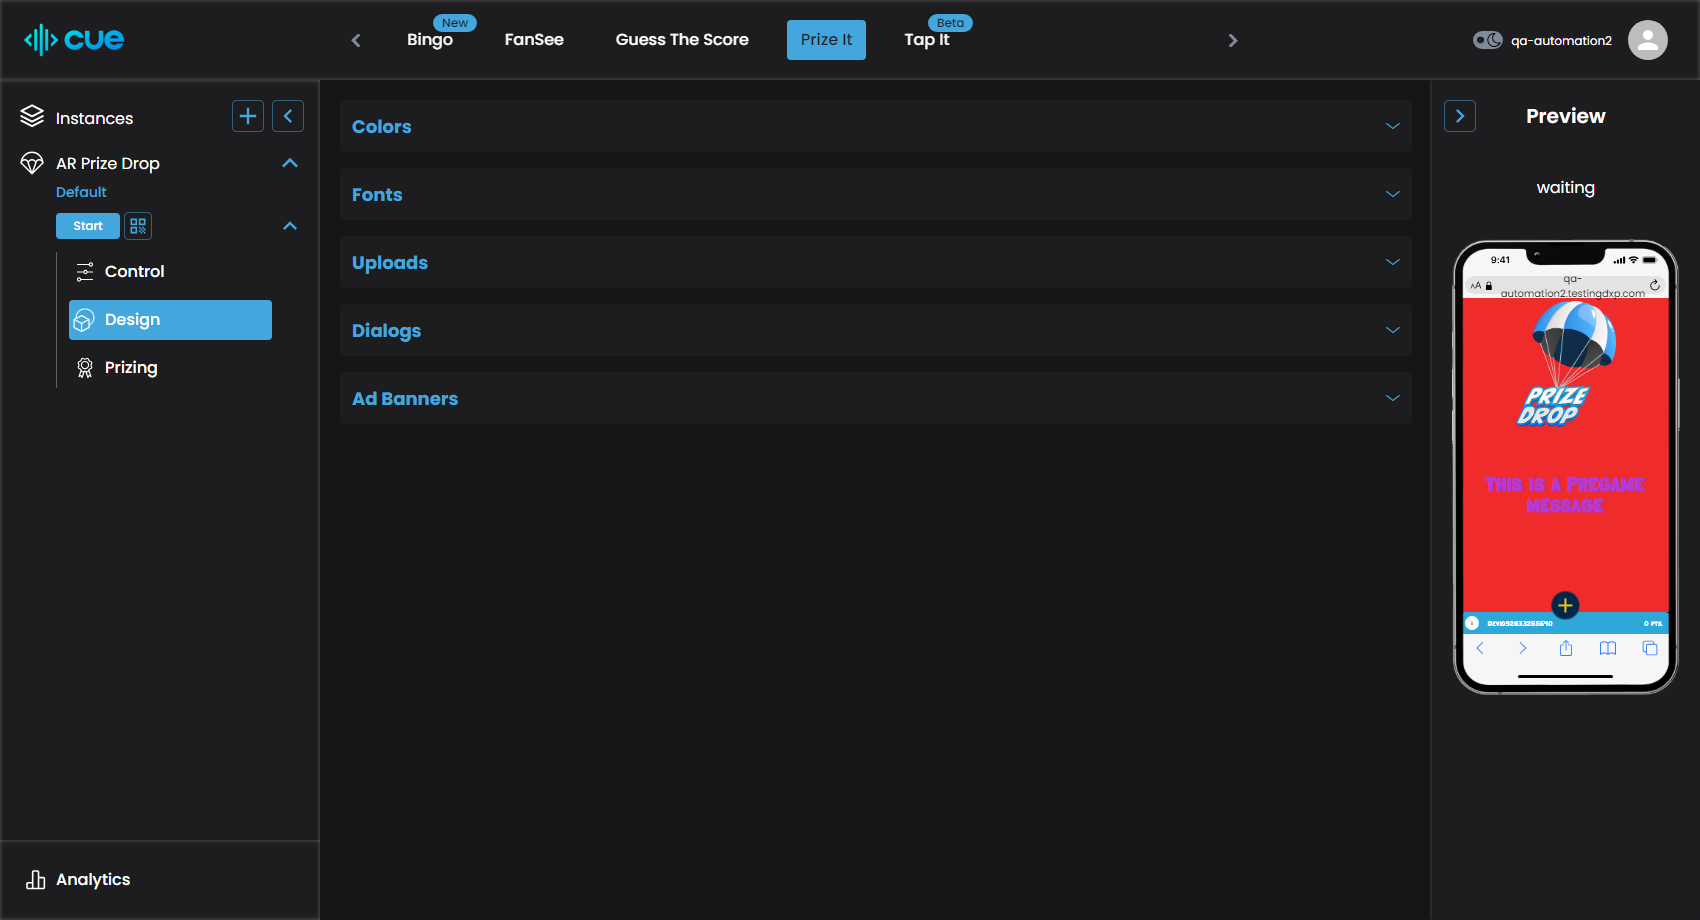 cue
New
Bingo
FanSee
Guess The Score
Prize It
Beta
Tap It
qa-automation2
Instances
AR Prize Drop
Default
Start
Control
Design
Prizing
Analytics
Colors
Fonts
Uploads
Dialogs
Ad Banners
Preview
waiting
9:41
AA
qa-
automation2.testingdxp.com
PRIZE
DROP
This is a Pregame
message
0 PTS.